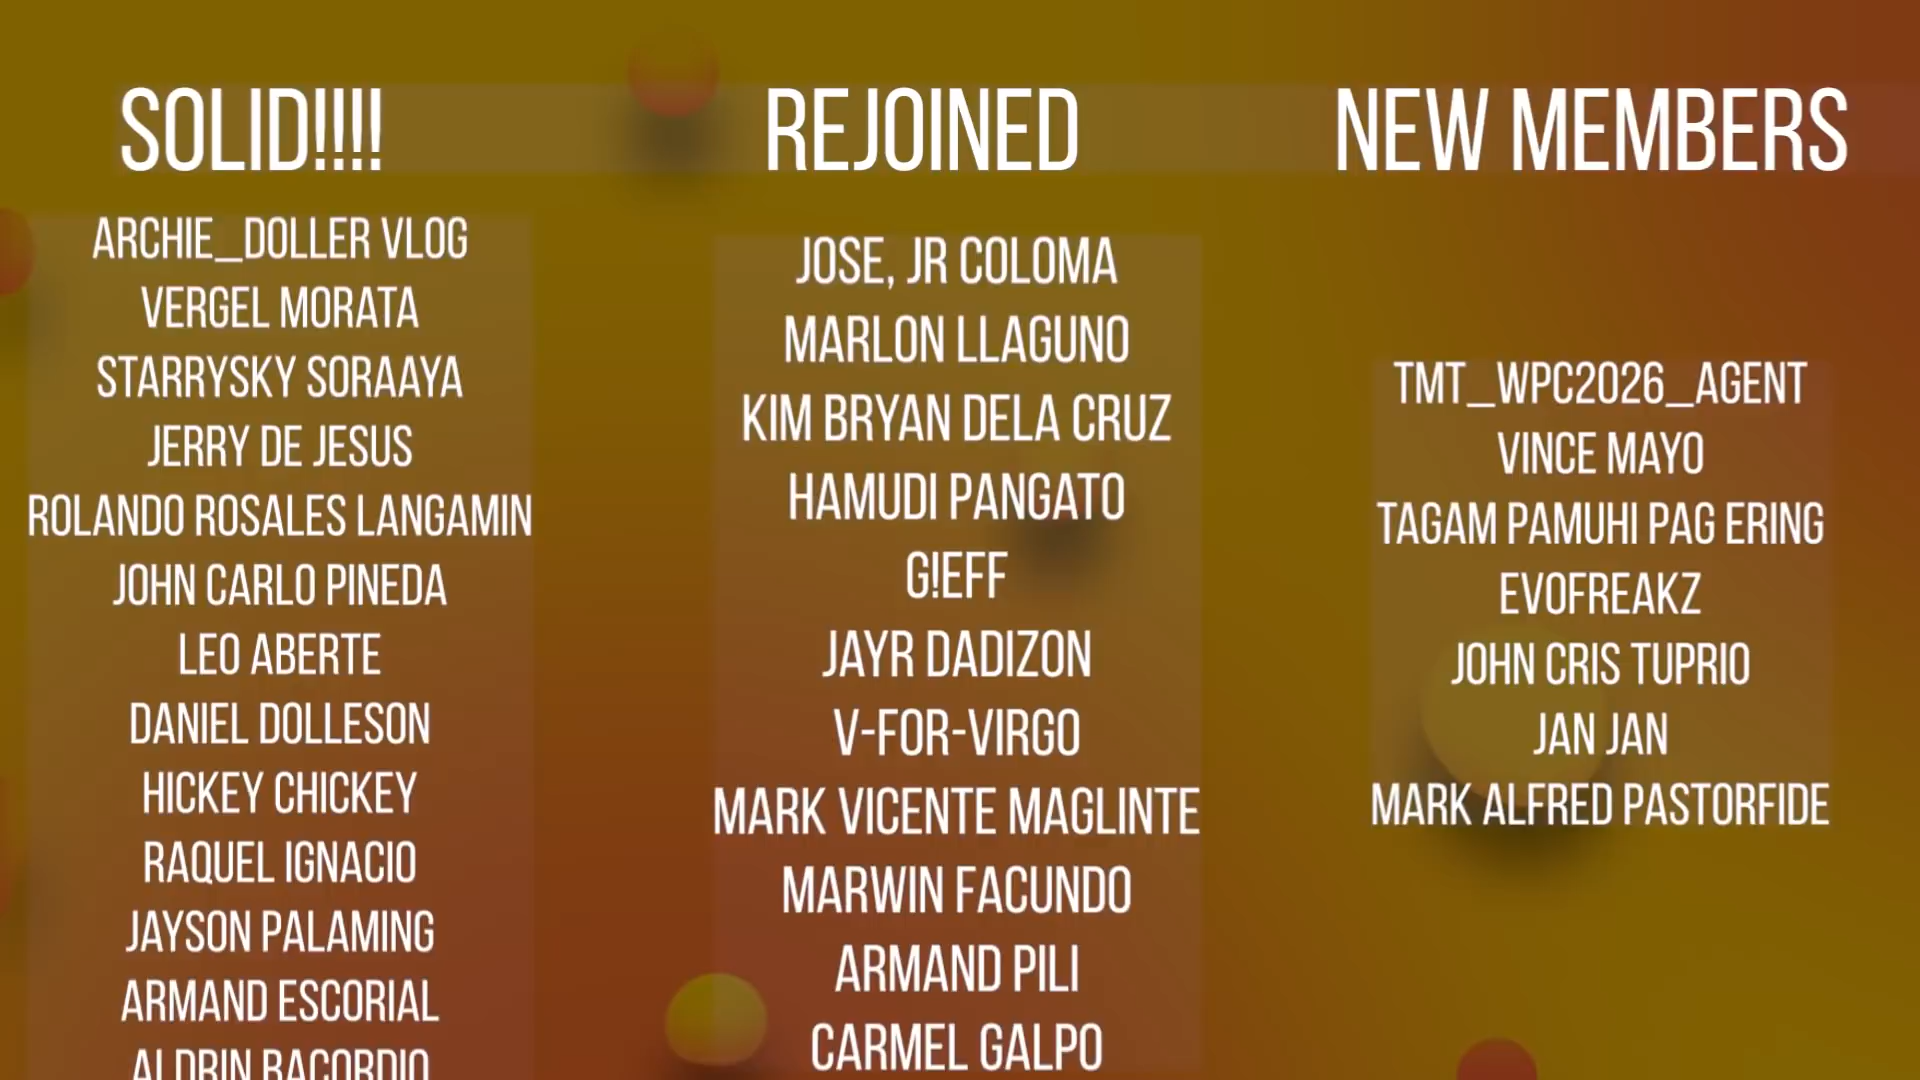 SOLID!!!!
ARCHIE_DOLLER VLOG
VERGEL MORATA
STARRYSKY SORAAYA
JERRY DE JESUS
ROLANDO ROSALES LANGAMIN
JOHN CARLO PINEDA
LEO ABERTE
DANIEL DOLLESON
HICKEY CHICKEY
RAQUEL IGNACIO
JAYSON PALAMING
ARMAND ESCORIAL
ALDRIN BACORDIO
REJOINED
JOSE, JR COLOMA
MARLON LLAGUNO
KIM BRYAN DELA CRUZ
HAMUDI PANGATO
G!EFF
JAYR DADIZON
V-FOR-VIRGO
MARK VICENTE MAGLINTE
MARWIN FACUNDO
ARMAND PILI
CARMEL GALPO
NEW MEMBERS
TMT_WPC2026_AGENT
VINCE MAYO
TAGAM PAMUHI PAG ERING
EVOFREAKZ
JOHN CRIS TUPRIO
JAN JAN
MARK ALFRED PASTORFIDE